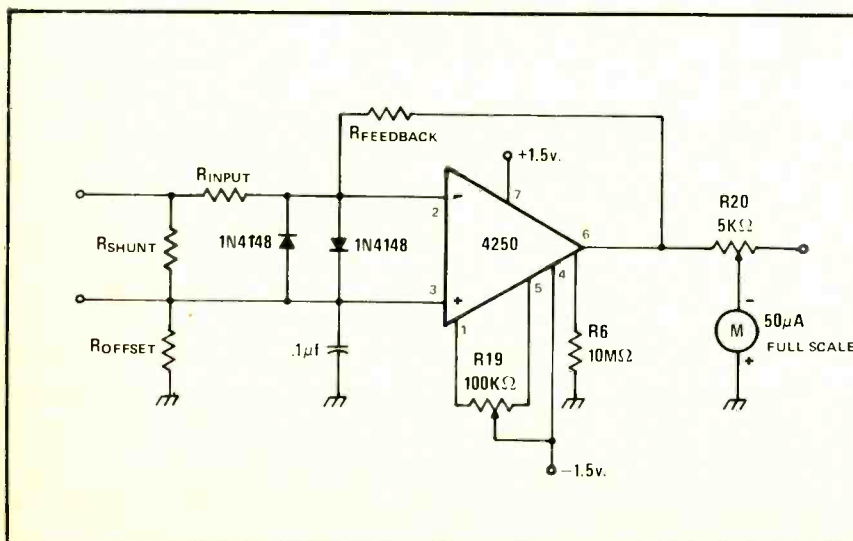 RFEEDBACK
+1.5v.
RINPUT
7
R20
5KΩ
2
−
6
RSHUNT
1N4148
1N4148
4250
4
−
3
+
5
M
50μA
FULL SCALE
+
ROFFSET
.1μf
1
R19
100KΩ
R6
10MΩ
−1.5v.